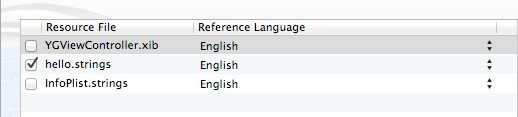 Resource File Reference Language
YGViewController.xib English
hello.strings English
InfoPlist.strings English